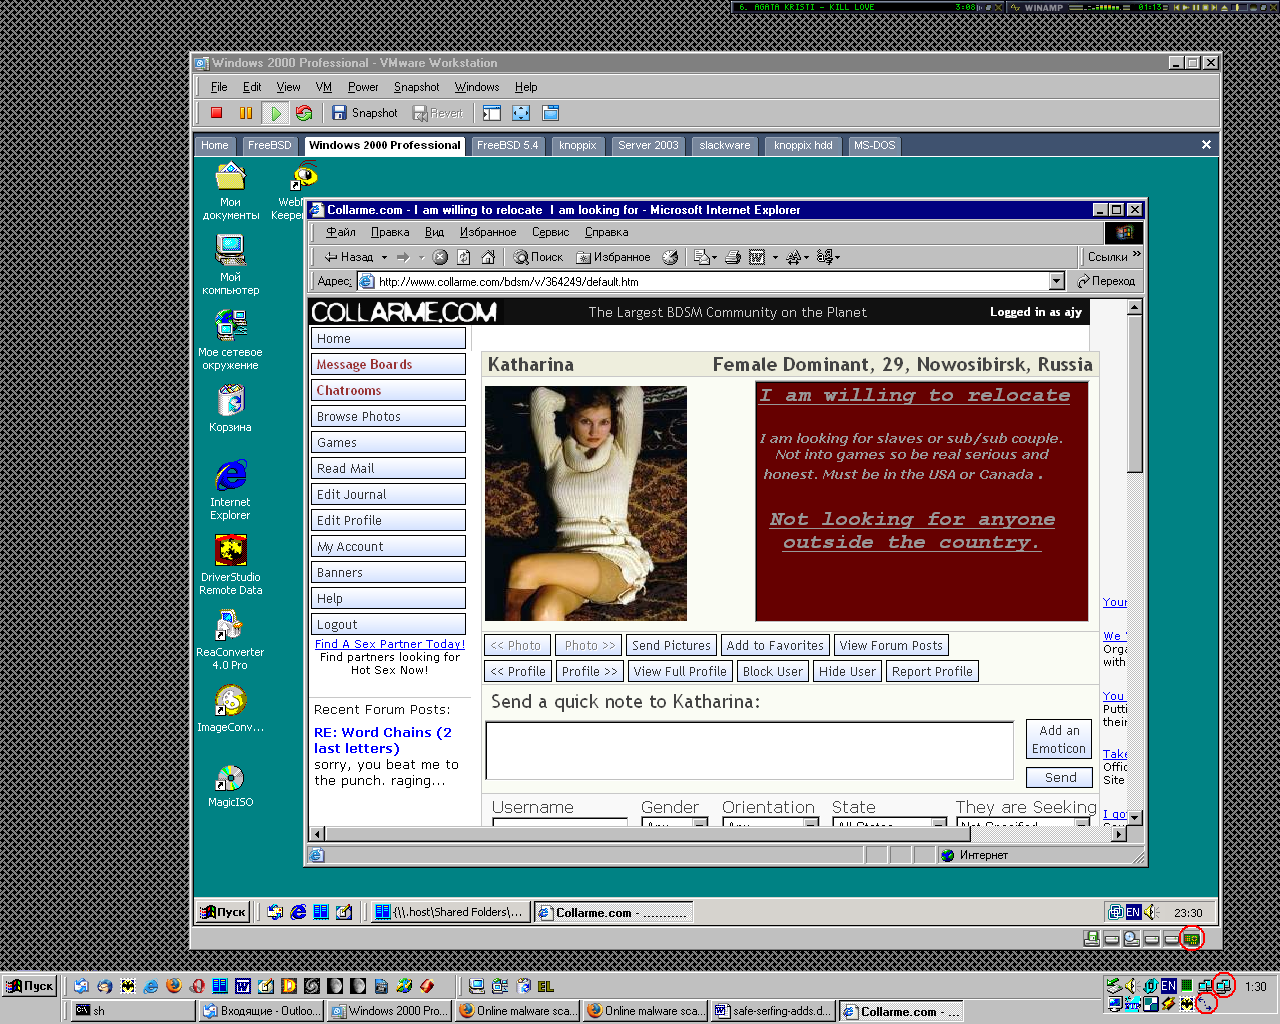 6. AGATA KRISTI - KILL LOVE 3:08
WINAMP 01:13
Windows 2000 Professional - VMware Workstation
File Edit View VM Power Snapshot Windows Help
Snapshot Revert
Home FreeBSD Windows 2000 Professional FreeBSD 5.4 knoppix Server 2003 slackware knoppix hdd MS-DOS
Мои документы
Мой компьютер
Мое сетевое окружение
Корзина
Internet Explorer
DriverStudio Remote Data
ReaConverter 4.0 Pro
ImageConv...
MagicISO
Collarme.com - I am willing to relocate I am looking for - Microsoft Internet Explorer
Файл Правка Вид Избранное Сервис Справка
Назад Поиск Избранное Ссылки
Адрес: http://www.collarme.com/bdsm/v/364249/default.htm Переход
COLLARME.COM The Largest BDSM Community on the Planet Logged in as ajy
Home
Message Boards
Chatrooms
Browse Photos
Games
Read Mail
Edit Journal
Edit Profile
My Account
Banners
Help
Logout
Find A Sex Partner Today!
Find partners looking for
Hot Sex Now!
Recent Forum Posts:
RE: Word Chains (2
last letters)
sorry, you beat me to
the punch. raging...
Katharina Female Dominant, 29, Nowosibirsk, Russia
I am willing to relocate
I am looking for slaves or sub/sub couple.
Not into games so be real serious and
honest. Must be in the USA or Canada .
Not looking for anyone
outside the country.
<< Photo Photo >> Send Pictures Add to Favorites View Forum Posts
<< Profile Profile >> View Full Profile Block User Hide User Report Profile
Send a quick note to Katharina:
Add an
Emoticon
Send
Username Gender Orientation State They are Seeking
Your
We
Orga
with
You
Putti
their
Take
Offic
Site
I got
Интернет
Пуск {\\.host\Shared Folders\... Collarme.com - ........... EN 23:30
Пуск EL EN 1:30
sh Входящие - Outloo... Windows 2000 Pro... Online malware sca... Online malware sca... safe-serfing-adds.d... Collarme.com - ...